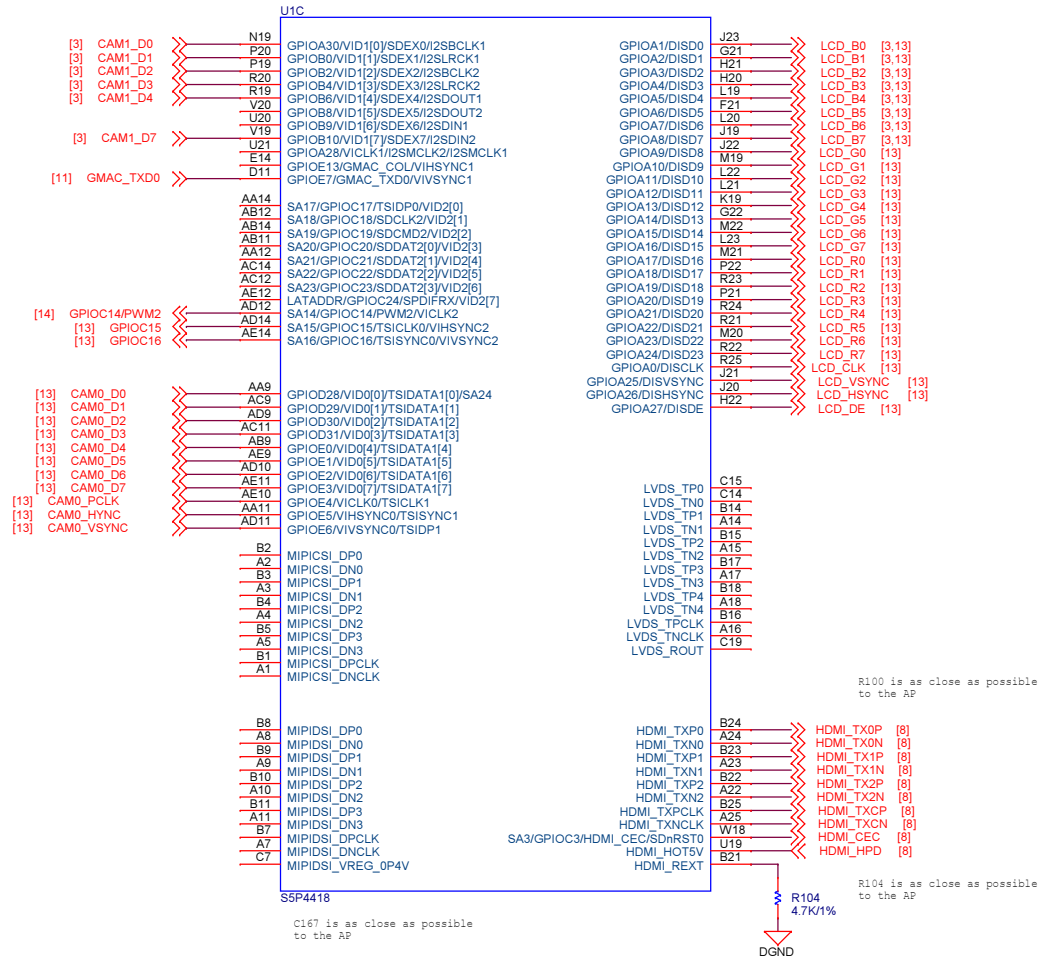 U1C
[3] CAM1_D0 N19 GPIOA30/VID1[0]/SDEX0/I2SBCLK1
[3] CAM1_D1 P20 GPIOB0/VID1[1]/SDEX1/I2SLRCK1
[3] CAM1_D2 P19 GPIOB2/VID1[2]/SDEX2/I2SBCLK2
[3] CAM1_D3 R20 GPIOB4/VID1[3]/SDEX3/I2SLRCK2
[3] CAM1_D4 R19 GPIOB6/VID1[4]/SDEX4/I2SDOUT1
V20 GPIOB8/VID1[5]/SDEX5/I2SDOUT2
U20 GPIOB9/VID1[6]/SDEX6/I2SDIN1
[3] CAM1_D7 V19 GPIOB10/VID1[7]/SDEX7/I2SDIN2
U21 GPIOA28/VICLK1/I2SMCLK2/I2SMCLK1
E14 GPIOE13/GMAC_COL/VIHSYNC1
[11] GMAC_TXD0 D11 GPIOE7/GMAC_TXD0/VIVSYNC1
AA14 SA17/GPIOC17/TSIDP0/VID2[0]
AB12 SA18/GPIOC18/SDCLK2/VID2[1]
AB14 SA19/GPIOC19/SDCMD2/VID2[2]
AB11 SA20/GPIOC20/SDDAT2[0]/VID2[3]
AA12 SA21/GPIOC21/SDDAT2[1]/VID2[4]
AC14 SA22/GPIOC22/SDDAT2[2]/VID2[5]
AC12 SA23/GPIOC23/SDDAT2[3]/VID2[6]
AE12 LATADDR/GPIOC24/SPDIFRX/VID2[7]
[14] GPIOC14/PWM2 AD12 SA14/GPIOC14/PWM2/VICLK2
[13] GPIOC15 AD14 SA15/GPIOC15/TSICLK0/VIHSYNC2
[13] GPIOC16 AE14 SA16/GPIOC16/TSISYNC0/VIVSYNC2
[13] CAM0_D0 AA9 GPIOD28/VID0[0]/TSIDATA1[0]/SA24
[13] CAM0_D1 AC9 GPIOD29/VID0[1]/TSIDATA1[1]
[13] CAM0_D2 AD9 GPIOD30/VID0[2]/TSIDATA1[2]
[13] CAM0_D3 AC11 GPIOD31/VID0[3]/TSIDATA1[3]
[13] CAM0_D4 AB9 GPIOE0/VID0[4]/TSIDATA1[4]
[13] CAM0_D5 AE9 GPIOE1/VID0[5]/TSIDATA1[5]
[13] CAM0_D6 AD10 GPIOE2/VID0[6]/TSIDATA1[6]
[13] CAM0_D7 AE11 GPIOE3/VID0[7]/TSIDATA1[7]
[13] CAM0_PCLK AE10 GPIOE4/VICLK0/TSICLK1
[13] CAM0_HYNC AA11 GPIOE5/VIHSYNC0/TSISYNC1
[13] CAM0_VSYNC AD11 GPIOE6/VIVSYNC0/TSIDP1
B2 MIPICSI_DP0
A2 MIPICSI_DN0
B3 MIPICSI_DP1
A3 MIPICSI_DN1
B4 MIPICSI_DP2
A4 MIPICSI_DN2
B5 MIPICSI_DP3
A5 MIPICSI_DN3
B1 MIPICSI_DPCLK
A1 MIPICSI_DNCLK
B8 MIPIDSI_DP0
A8 MIPIDSI_DN0
B9 MIPIDSI_DP1
A9 MIPIDSI_DN1
B10 MIPIDSI_DP2
A10 MIPIDSI_DN2
B11 MIPIDSI_DP3
A11 MIPIDSI_DN3
B7 MIPIDSI_DPCLK
A7 MIPIDSI_DNCLK
C7 MIPIDSI_VREG_0P4V
GPIOA1/DISD0 J23 LCD_B0 [3,13]
GPIOA2/DISD1 G21 LCD_B1 [3,13]
GPIOA3/DISD2 H21 LCD_B2 [3,13]
GPIOA4/DISD3 H20 LCD_B3 [3,13]
GPIOA5/DISD4 L19 LCD_B4 [3,13]
GPIOA6/DISD5 F21 LCD_B5 [3,13]
GPIOA7/DISD6 L20 LCD_B6 [3,13]
GPIOA8/DISD7 J19 LCD_B7 [3,13]
GPIOA9/DISD8 J22 LCD_G0 [13]
GPIOA10/DISD9 M19 LCD_G1 [13]
GPIOA11/DISD10 L22 LCD_G2 [13]
GPIOA12/DISD11 L21 LCD_G3 [13]
GPIOA13/DISD12 K19 LCD_G4 [13]
GPIOA14/DISD13 G22 LCD_G5 [13]
GPIOA15/DISD14 M22 LCD_G6 [13]
GPIOA16/DISD15 L23 LCD_G7 [13]
GPIOA17/DISD16 M21 LCD_R0 [13]
GPIOA18/DISD17 P22 LCD_R1 [13]
GPIOA19/DISD18 R23 LCD_R2 [13]
GPIOA20/DISD19 P21 LCD_R3 [13]
GPIOA21/DISD20 R24 LCD_R4 [13]
GPIOA22/DISD21 R21 LCD_R5 [13]
GPIOA23/DISD22 M20 LCD_R6 [13]
GPIOA24/DISD23 R22 LCD_R7 [13]
GPIOA0/DISCLK R25 LCD_CLK [13]
GPIOA25/DISVSYNC J21 LCD_VSYNC [13]
GPIOA26/DISHSYNC J20 LCD_HSYNC [13]
GPIOA27/DISDE H22 LCD_DE [13]
LVDS_TP0 C15
LVDS_TN0 C14
LVDS_TP1 B14
LVDS_TN1 A14
LVDS_TP2 B15
LVDS_TN2 A15
LVDS_TP3 B17
LVDS_TN3 A17
LVDS_TP4 B18
LVDS_TN4 A18
LVDS_TPCLK B16
LVDS_TNCLK A16
LVDS_ROUT C19
R100 is as close as possible
to the AP
HDMI_TXP0 B24 HDMI_TX0P [8]
HDMI_TXN0 A24 HDMI_TX0N [8]
HDMI_TXP1 B23 HDMI_TX1P [8]
HDMI_TXN1 A23 HDMI_TX1N [8]
HDMI_TXP2 B22 HDMI_TX2P [8]
HDMI_TXN2 A22 HDMI_TX2N [8]
HDMI_TXPCLK B25 HDMI_TXCP [8]
HDMI_TXNCLK A25 HDMI_TXCN [8]
SA3/GPIOC3/HDMI_CEC/SDnRST0 W18 HDMI_CEC [8]
HDMI_HOT5V U19 HDMI_HPD [8]
HDMI_REXT B21
R104 is as close as possible
to the AP
R104
4.7K/1%
DGND
S5P4418
C167 is as close as possible
to the AP